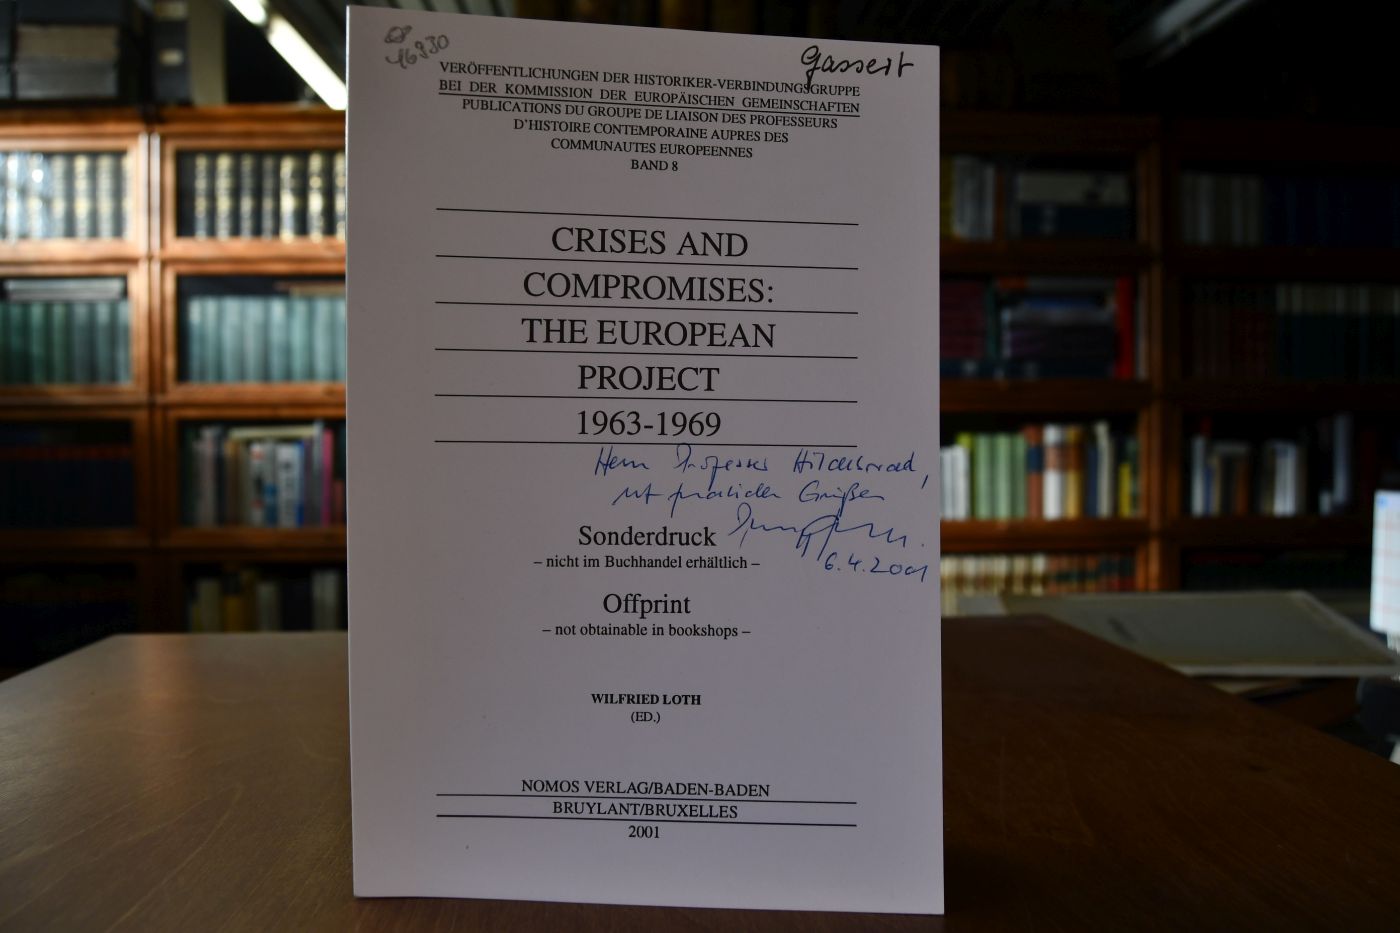 16930
Gassert
VERÖFFENTLICHUNGEN DER HISTORIKER-VERBINDUNGSGRUPPE
BEI DER KOMMISSION DER EUROPÄISCHEN GEMEINSCHAFTEN
PUBLICATIONS DU GROUPE DE LIAISON DES PROFESSEURS
D'HISTOIRE CONTEMPORAINE AUPRES DES
COMMUNAUTES EUROPEENNES
BAND 8
CRISES AND
COMPROMISES:
THE EUROPEAN
PROJECT
1963-1969
Herrn Professor Hildebrand,
mit Grüßen
6.4.2001
Sonderdruck
– nicht im Buchhandel erhältlich –
Offprint
– not obtainable in bookshops –
WILFRIED LOTH
(ED.)
NOMOS VERLAG/BADEN-BADEN
BRUYLANT/BRUXELLES
2001